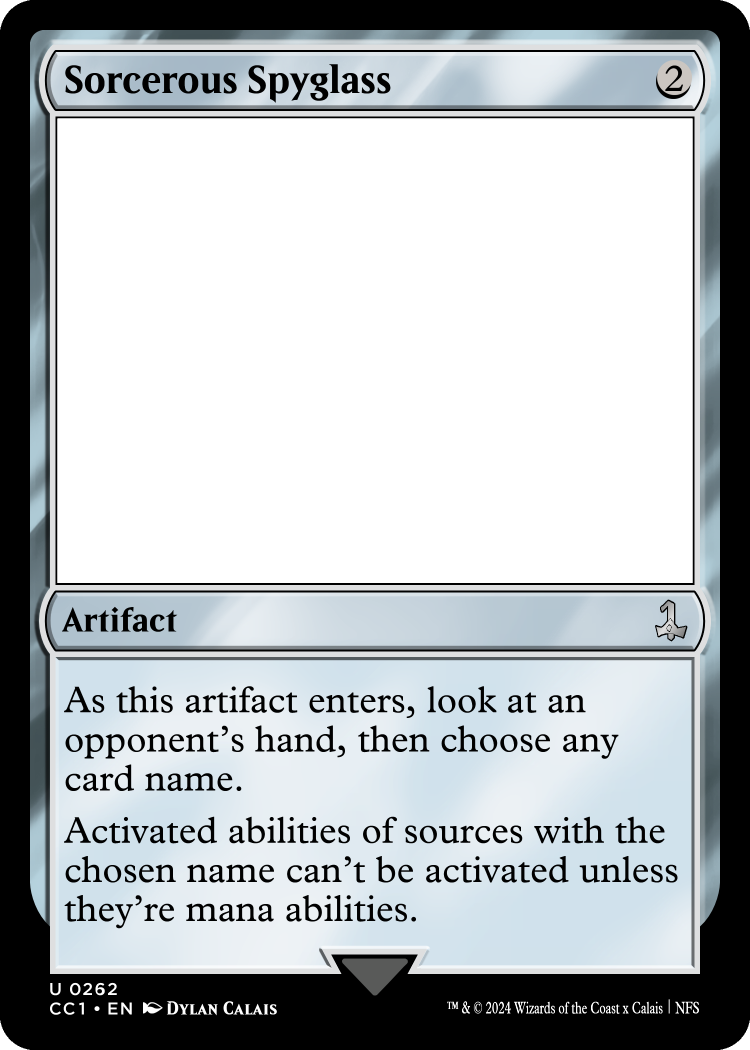 Sorcerous Spyglass 2
Artifact
As this artifact enters, look at an
opponent's hand, then choose any
card name.
Activated abilities of sources with the
chosen name can't be activated unless
they're mana abilities.
U 0262
CC1 • EN Dylan Calais
™ & © 2024 Wizards of the Coast x Calais | NFS